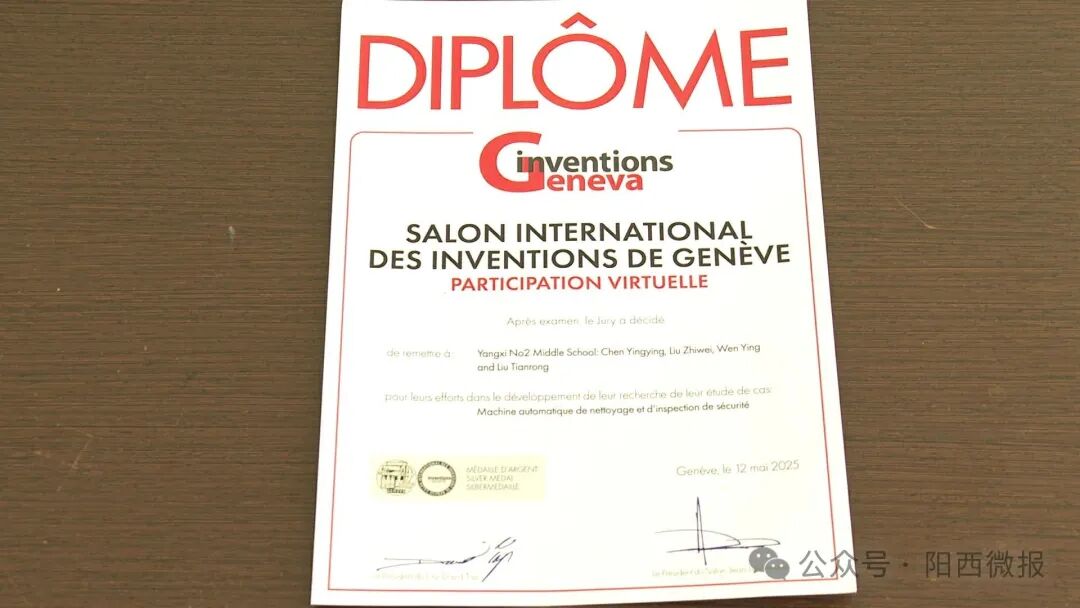 DIPLÔME
inventions
Geneva
SALON INTERNATIONAL
DES INVENTIONS DE GENÈVE
PARTICIPATION VIRTUELLE
Après examen, le Jury a décidé
de remettre à: Yangxi No2 Middle School: Chen Yingying, Liu Zhiwei, Wen Ying
and Liu Tianrong
pour leurs efforts dans le développement de leur recherche de leur étude de cas:
Machine automatique de nettoyage et d'inspection de sécurité
MÉDAILLE D'ARGENT
SILVER MEDAL
SILBERMEDAILLE
Genève, le 12 mai 2025
公众号 · 阳西微报